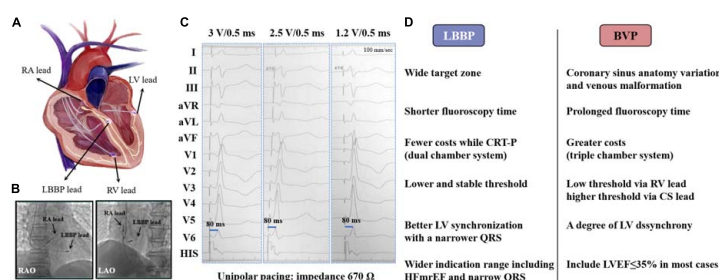 A
RA lead
LV lead
LBBP lead
RV lead
B
RA lead
LBBP lead
RAO
RA lead
LBBP lead
LAO
C
3 V/0.5 ms
2.5 V/0.5 ms
1.2 V/0.5 ms
100 mm/sec
I
II
III
aVR
aVL
aVF
V1
V2
V3
V4
V5
V6
HIS
80 ms
80 ms
80 ms
Unipolar pacing: impedance 670 Ω
D
LBBP
BVP
Wide target zone
Coronary sinus anatomy variation
and venous malformation
Shorter fluoroscopy time
Prolonged fluoroscopy time
Fewer costs while CRT-P
(dual chamber system)
Greater costs
(triple chamber system)
Lower and stable threshold
Low threshold via RV lead
higher threshold via CS lead
Better LV synchronization
with a narrower QRS
A degree of LV dssynchrony
Wider indication range including
HFmrEF and narrow QRS
Include LVEF≤35% in most cases